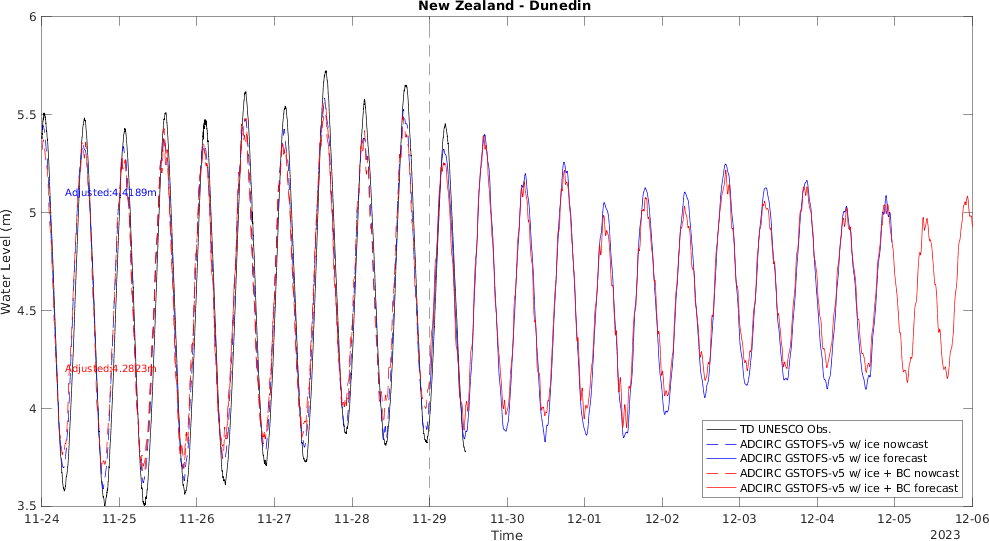 New Zealand - Dunedin
6
5.5
5
4.5
4
3.5
Water Level (m)
Adjusted:4.4189m
Adjusted:4.2823m
TD UNESCO Obs.
ADCIRC GSTOFS-v5 w/ ice nowcast
ADCIRC GSTOFS-v5 w/ ice forecast
ADCIRC GSTOFS-v5 w/ ice + BC nowcast
ADCIRC GSTOFS-v5 w/ ice + BC forecast
11-24 11-25 11-26 11-27 11-28 11-29 11-30 12-01 12-02 12-03 12-04 12-05 12-06
Time
2023